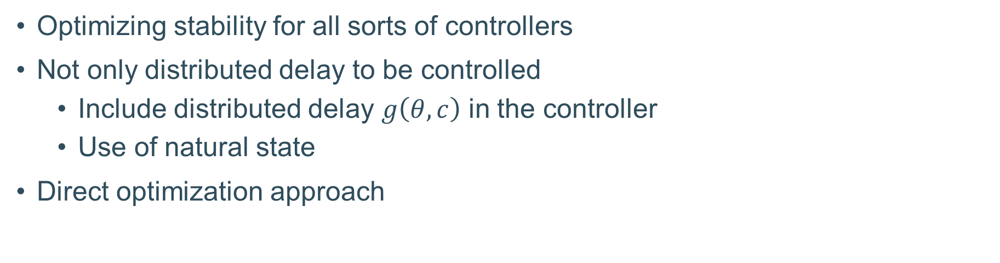 • Optimizing stability for all sorts of controllers
• Not only distributed delay to be controlled
• Include distributed delay 𝑔(𝜃, 𝑐) in the controller
• Use of natural state
• Direct optimization approach